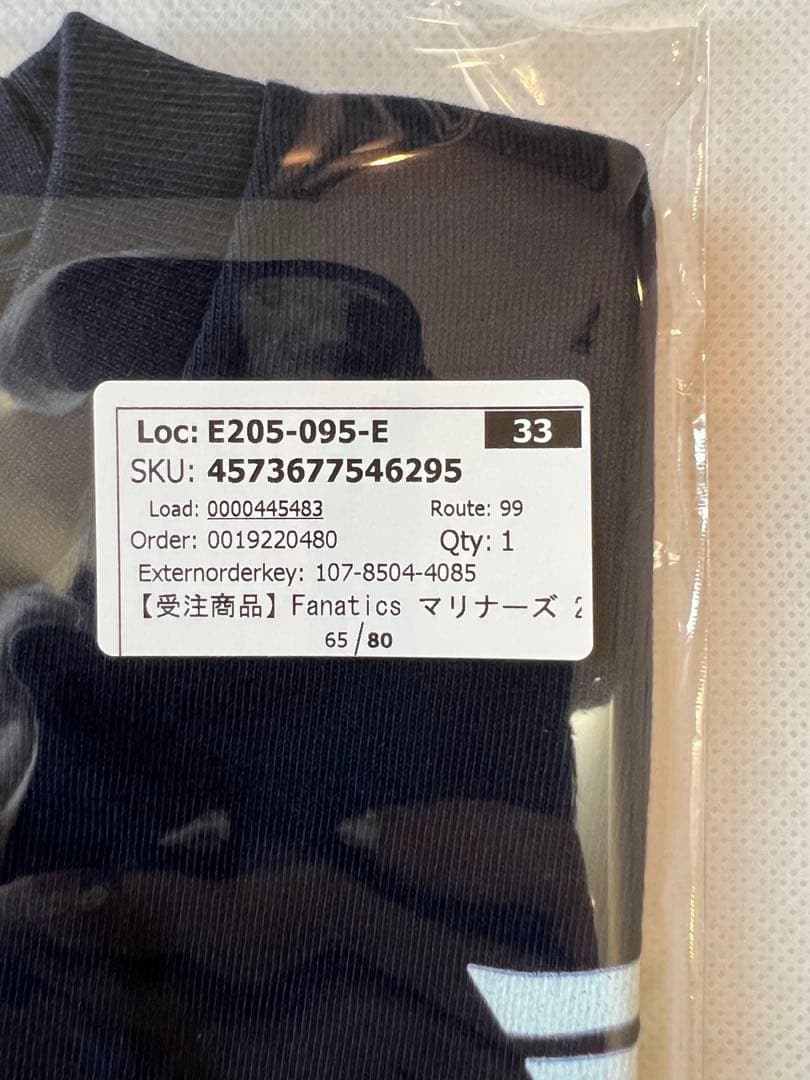 Loc: E205-095-E 33
SKU: 4573677546295
Load: 0000445483 Route: 99
Order: 0019220480 Qty: 1
Externorderkey: 107-8504-4085
【受注商品】Fanatics マリナーズ 2
65/80